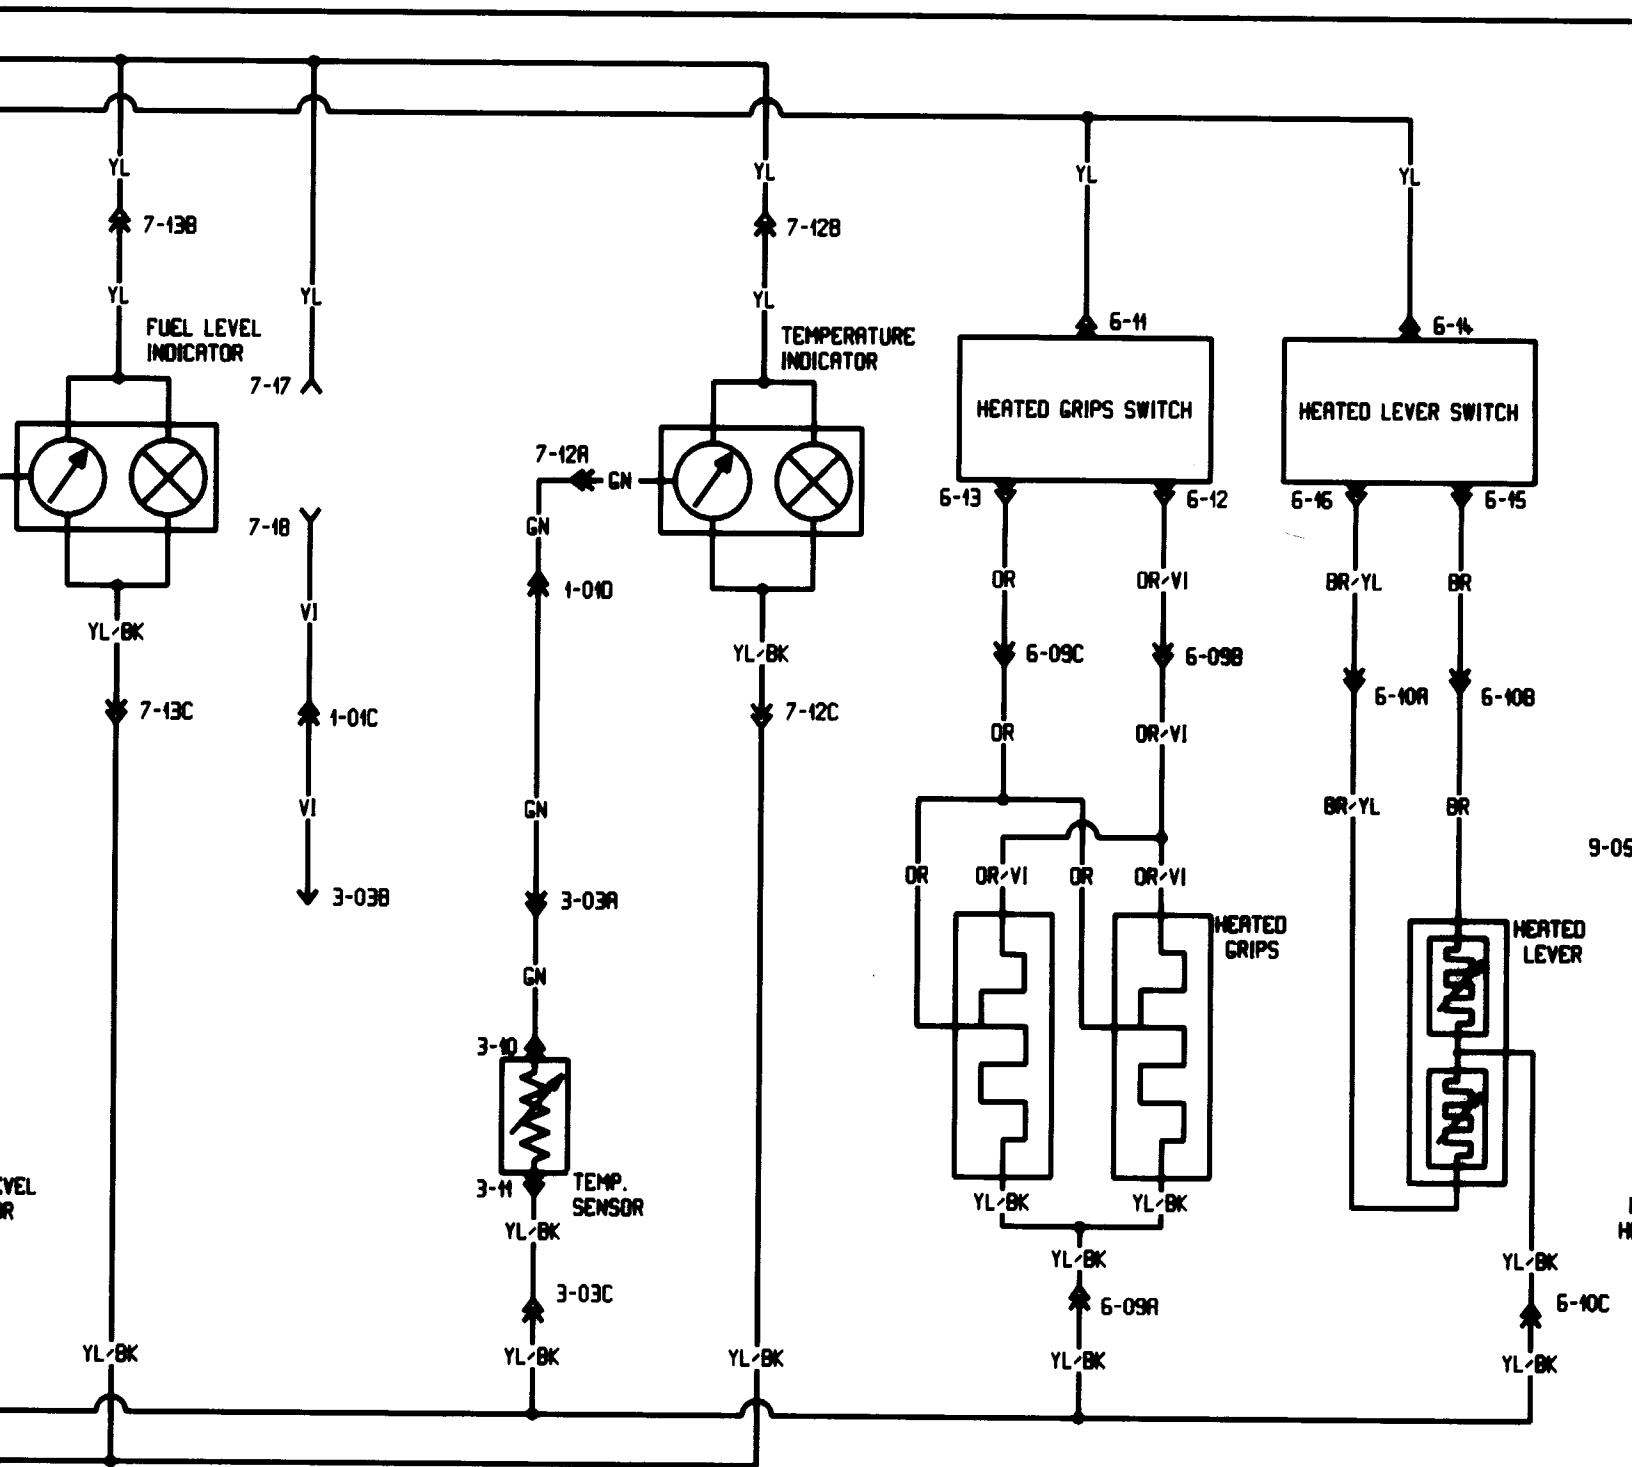 YL
YL
YL
YL
7-13B
7-12B
YL
YL
YL
6-11
6-14
FUEL LEVEL
INDICATOR
TEMPERATURE
INDICATOR
7-17
HEATED GRIPS SWITCH
HEATED LEVER SWITCH
7-12A
GN
6-13
6-12
6-16
6-15
7-18
GN
OR
OR/VI
BR/YL
BR
1-01D
VI
YL/BK
YL/BK
6-09C
6-09B
6-10A
6-10B
7-13C
1-01C
7-12C
OR
OR/VI
VI
GN
BR/YL
BR
9-05
OR
OR/VI
OR
OR/VI
3-03B
3-03A
HEATED
GRIPS
HEATED
LEVER
GN
3-10
3-11
TEMP.
SENSOR
YL/BK
YL/BK
YL/BK
YL/BK
YL/BK
3-03C
6-09A
6-10C
YL/BK
YL/BK
YL/BK
YL/BK
YL/BK